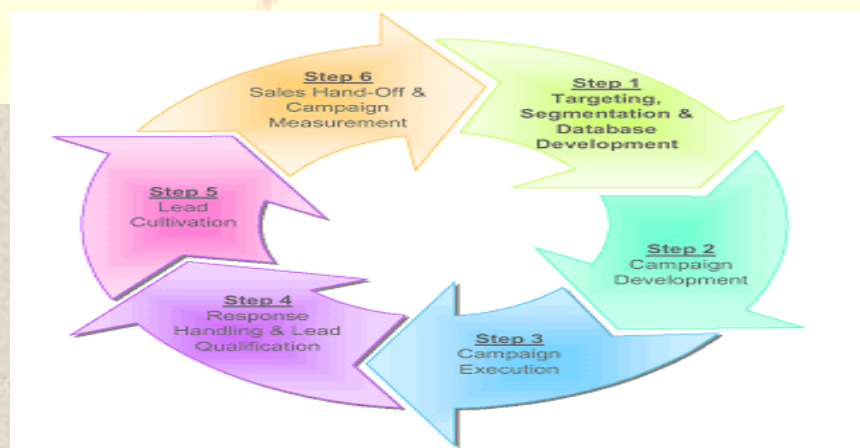 Step 1
Targeting,
Segmentation &
Database
Development
Step 2
Campaign
Development
Step 3
Campaign
Execution
Step 4
Response
Handling & Lead
Qualification
Step 5
Lead
Cultivation
Step 6
Sales Hand-Off &
Campaign
Measurement